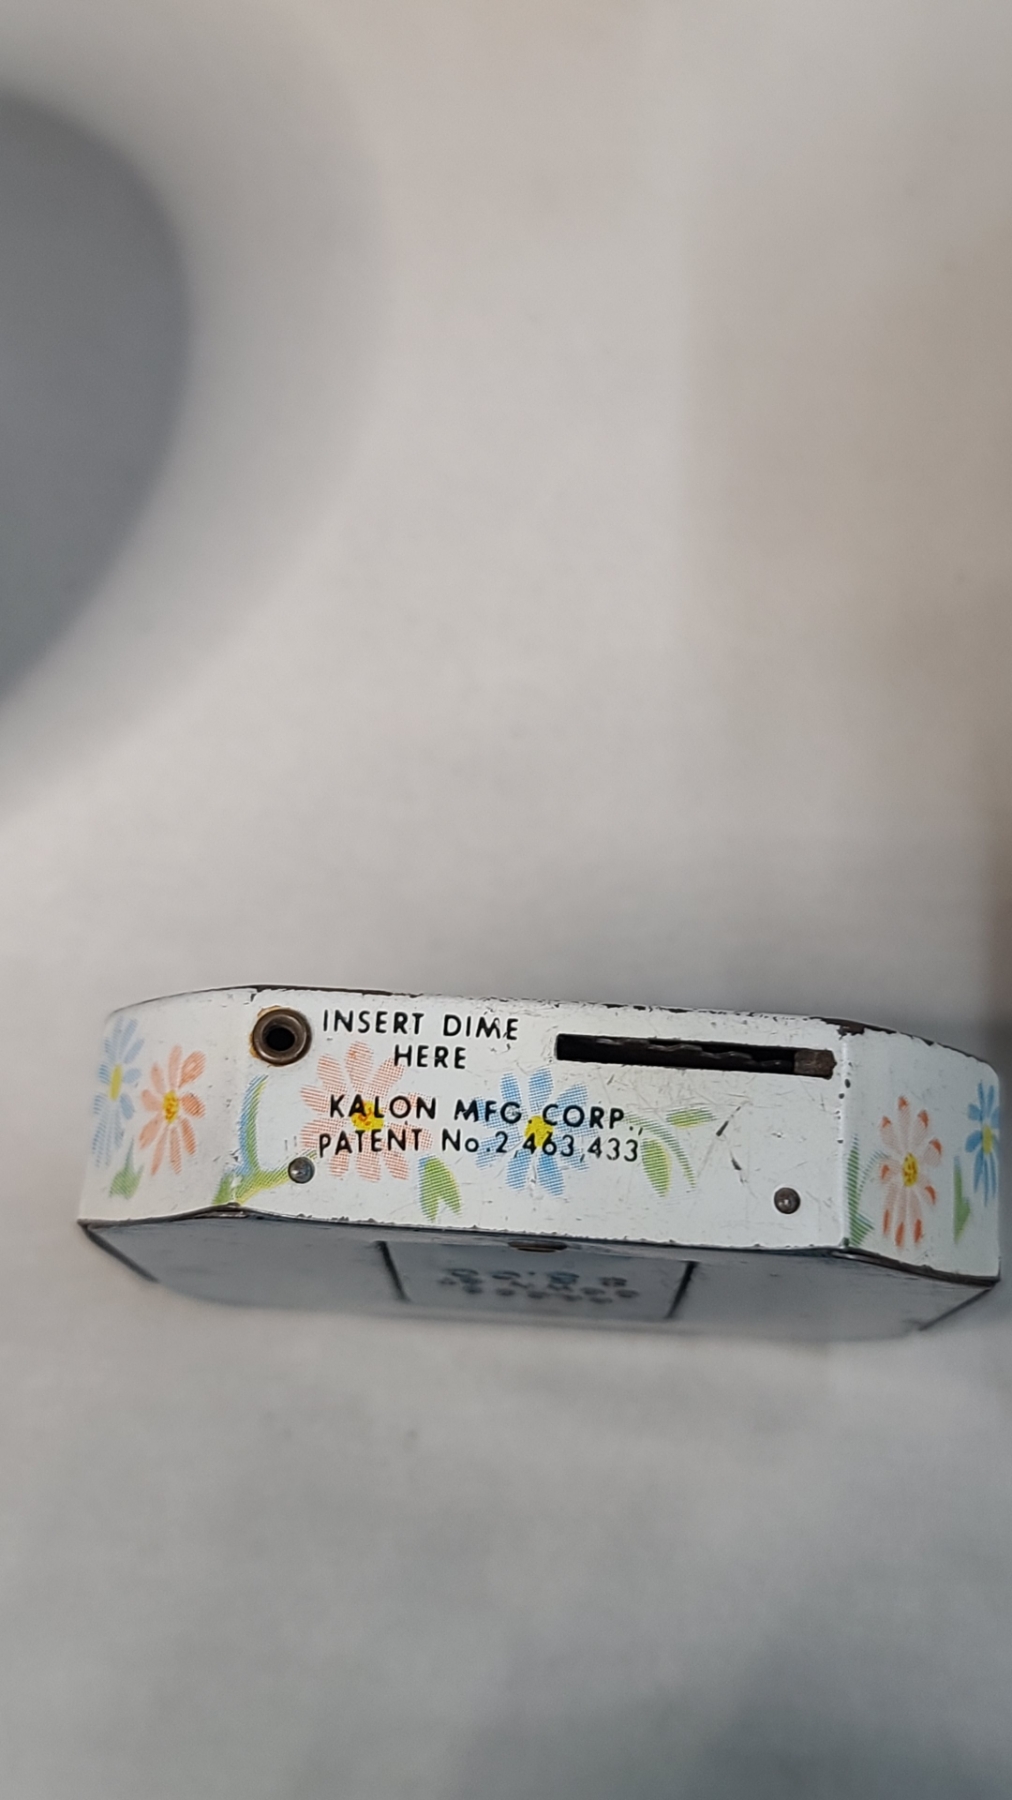 INSERT DIME
HERE
KALON MFG. CORP.,
PATENT No. 2,463,433